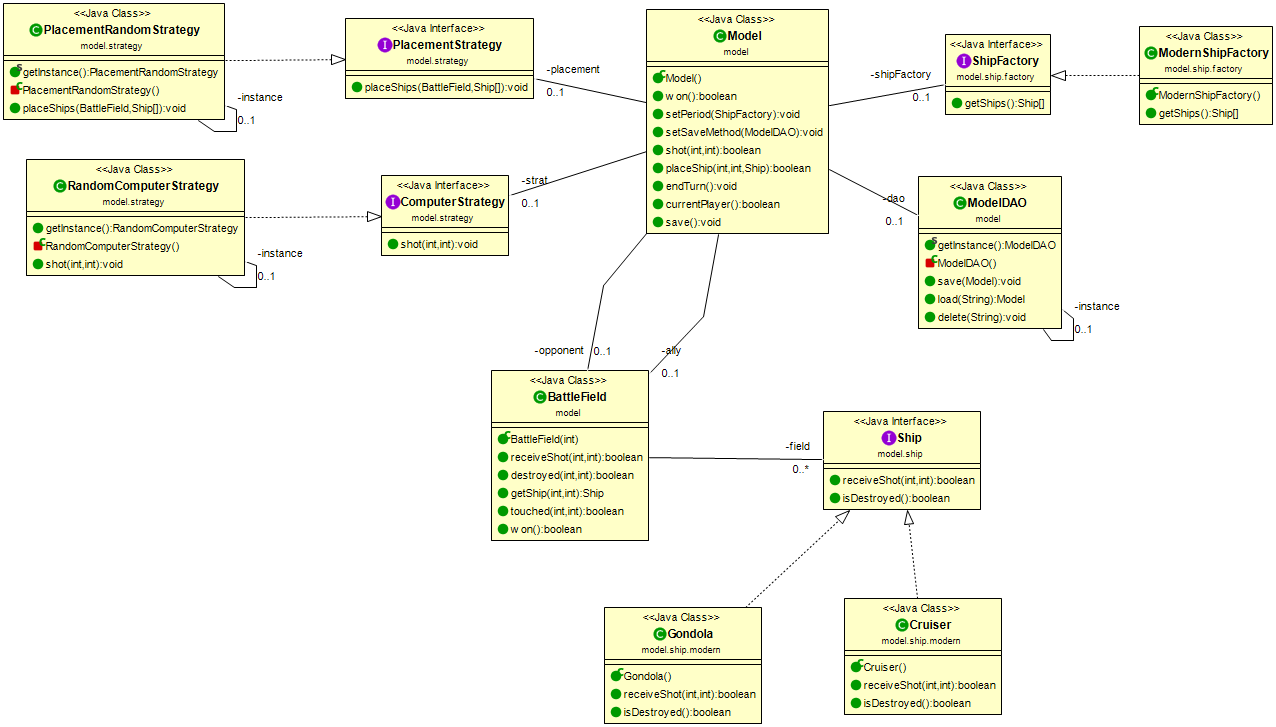 <<Java Class>>
PlacementRandomStrategy
model.strategy
getInstance():PlacementRandomStrategy
PlacementRandomStrategy()
placeShips(BattleField,Ship[]):void
-instance
0..1
<<Java Interface>>
PlacementStrategy
model.strategy
placeShips(BattleField,Ship[]):void
-placement
0..1
<<Java Class>>
Model
model
Model()
won():boolean
setPeriod(ShipFactory):void
setSaveMethod(ModelDAO):void
shot(int,int):boolean
placeShip(int,int,Ship):boolean
endTurn():void
currentPlayer():boolean
save():void
-shipFactory
0..1
<<Java Interface>>
ShipFactory
model.ship.factory
getShips():Ship[]
<<Java Class>>
ModernShipFactory
model.ship.factory
ModernShipFactory()
getShips():Ship[]
<<Java Class>>
RandomComputerStrategy
model.strategy
getInstance():RandomComputerStrategy
RandomComputerStrategy()
shot(int,int):void
-instance
0..1
<<Java Interface>>
ComputerStrategy
model.strategy
shot(int,int):void
-strat
0..1
-dao
0..1
<<Java Class>>
ModelDAO
model
getInstance():ModelDAO
ModelDAO()
save(Model):void
load(String):Model
delete(String):void
-instance
0..1
-opponent
0..1
-ally
0..1
<<Java Class>>
BattleField
model
BattleField(int)
receiveShot(int,int):boolean
destroyed(int,int):boolean
getShip(int,int):Ship
touched(int,int):boolean
won():boolean
-field
0..*
<<Java Interface>>
Ship
model.ship
receiveShot(int,int):boolean
isDestroyed():boolean
<<Java Class>>
Gondola
model.ship.modern
Gondola()
receiveShot(int,int):boolean
isDestroyed():boolean
<<Java Class>>
Cruiser
model.ship.modern
Cruiser()
receiveShot(int,int):boolean
isDestroyed():boolean